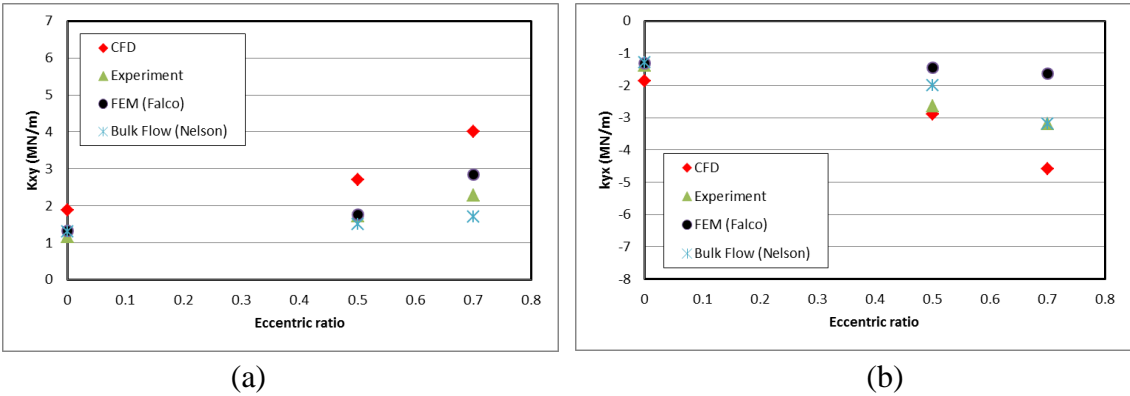 7
6
5
4
3
2
1
0
Kxy (MN/m)
CFD
Experiment
FEM (Falco)
Bulk Flow (Nelson)
0 0.1 0.2 0.3 0.4 0.5 0.6 0.7 0.8
Eccentric ratio
(a)
-0
-1
-2
-3
-4
-5
-6
-7
-8
kyx (MN/m)
CFD
Experiment
FEM (Falco)
Bulk Flow (Nelson)
0 0.1 0.2 0.3 0.4 0.5 0.6 0.7 0.8
Eccentric ratio
(b)